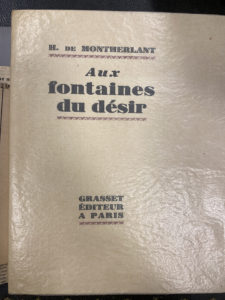 H. DE MONTHERLANT
Aux
fontaines
du désir
GRASSET
ÉDITEUR
A PARIS